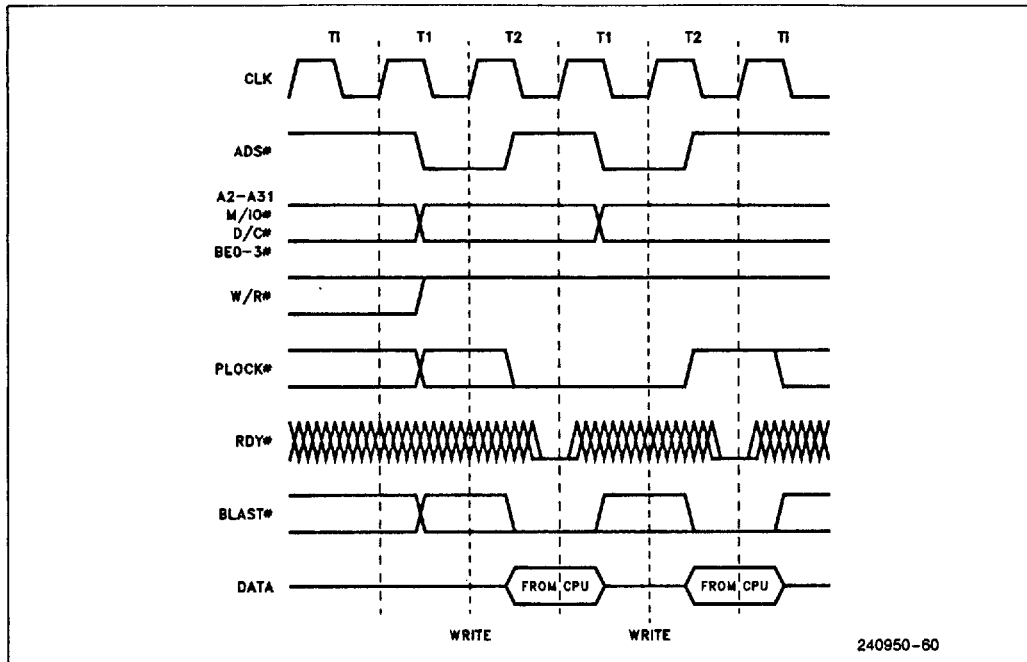 Ti T1 T2 T1 T2 Ti
CLK
ADS#
A2-A31
M/IO#
D/C#
BE0-3#
W/R#
PLOCK#
RDY#
BLAST#
DATA FROM CPU FROM CPU
WRITE WRITE
240950-60